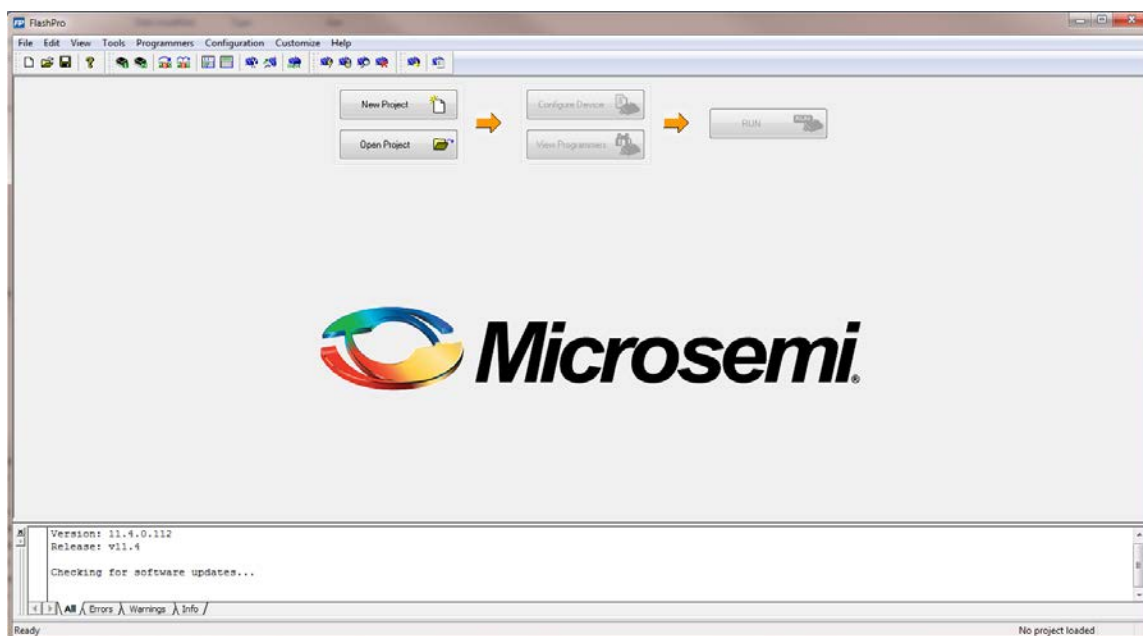 FlashPro
File Edit View Tools Programmers Configuration Customize Help
New Project
Configure Device
RUN
Open Project
View Programmers
Microsemi®
Version: 11.4.0.112
Release: v11.4
Checking for software updates...
All Errors Warnings Info
Ready No project loaded